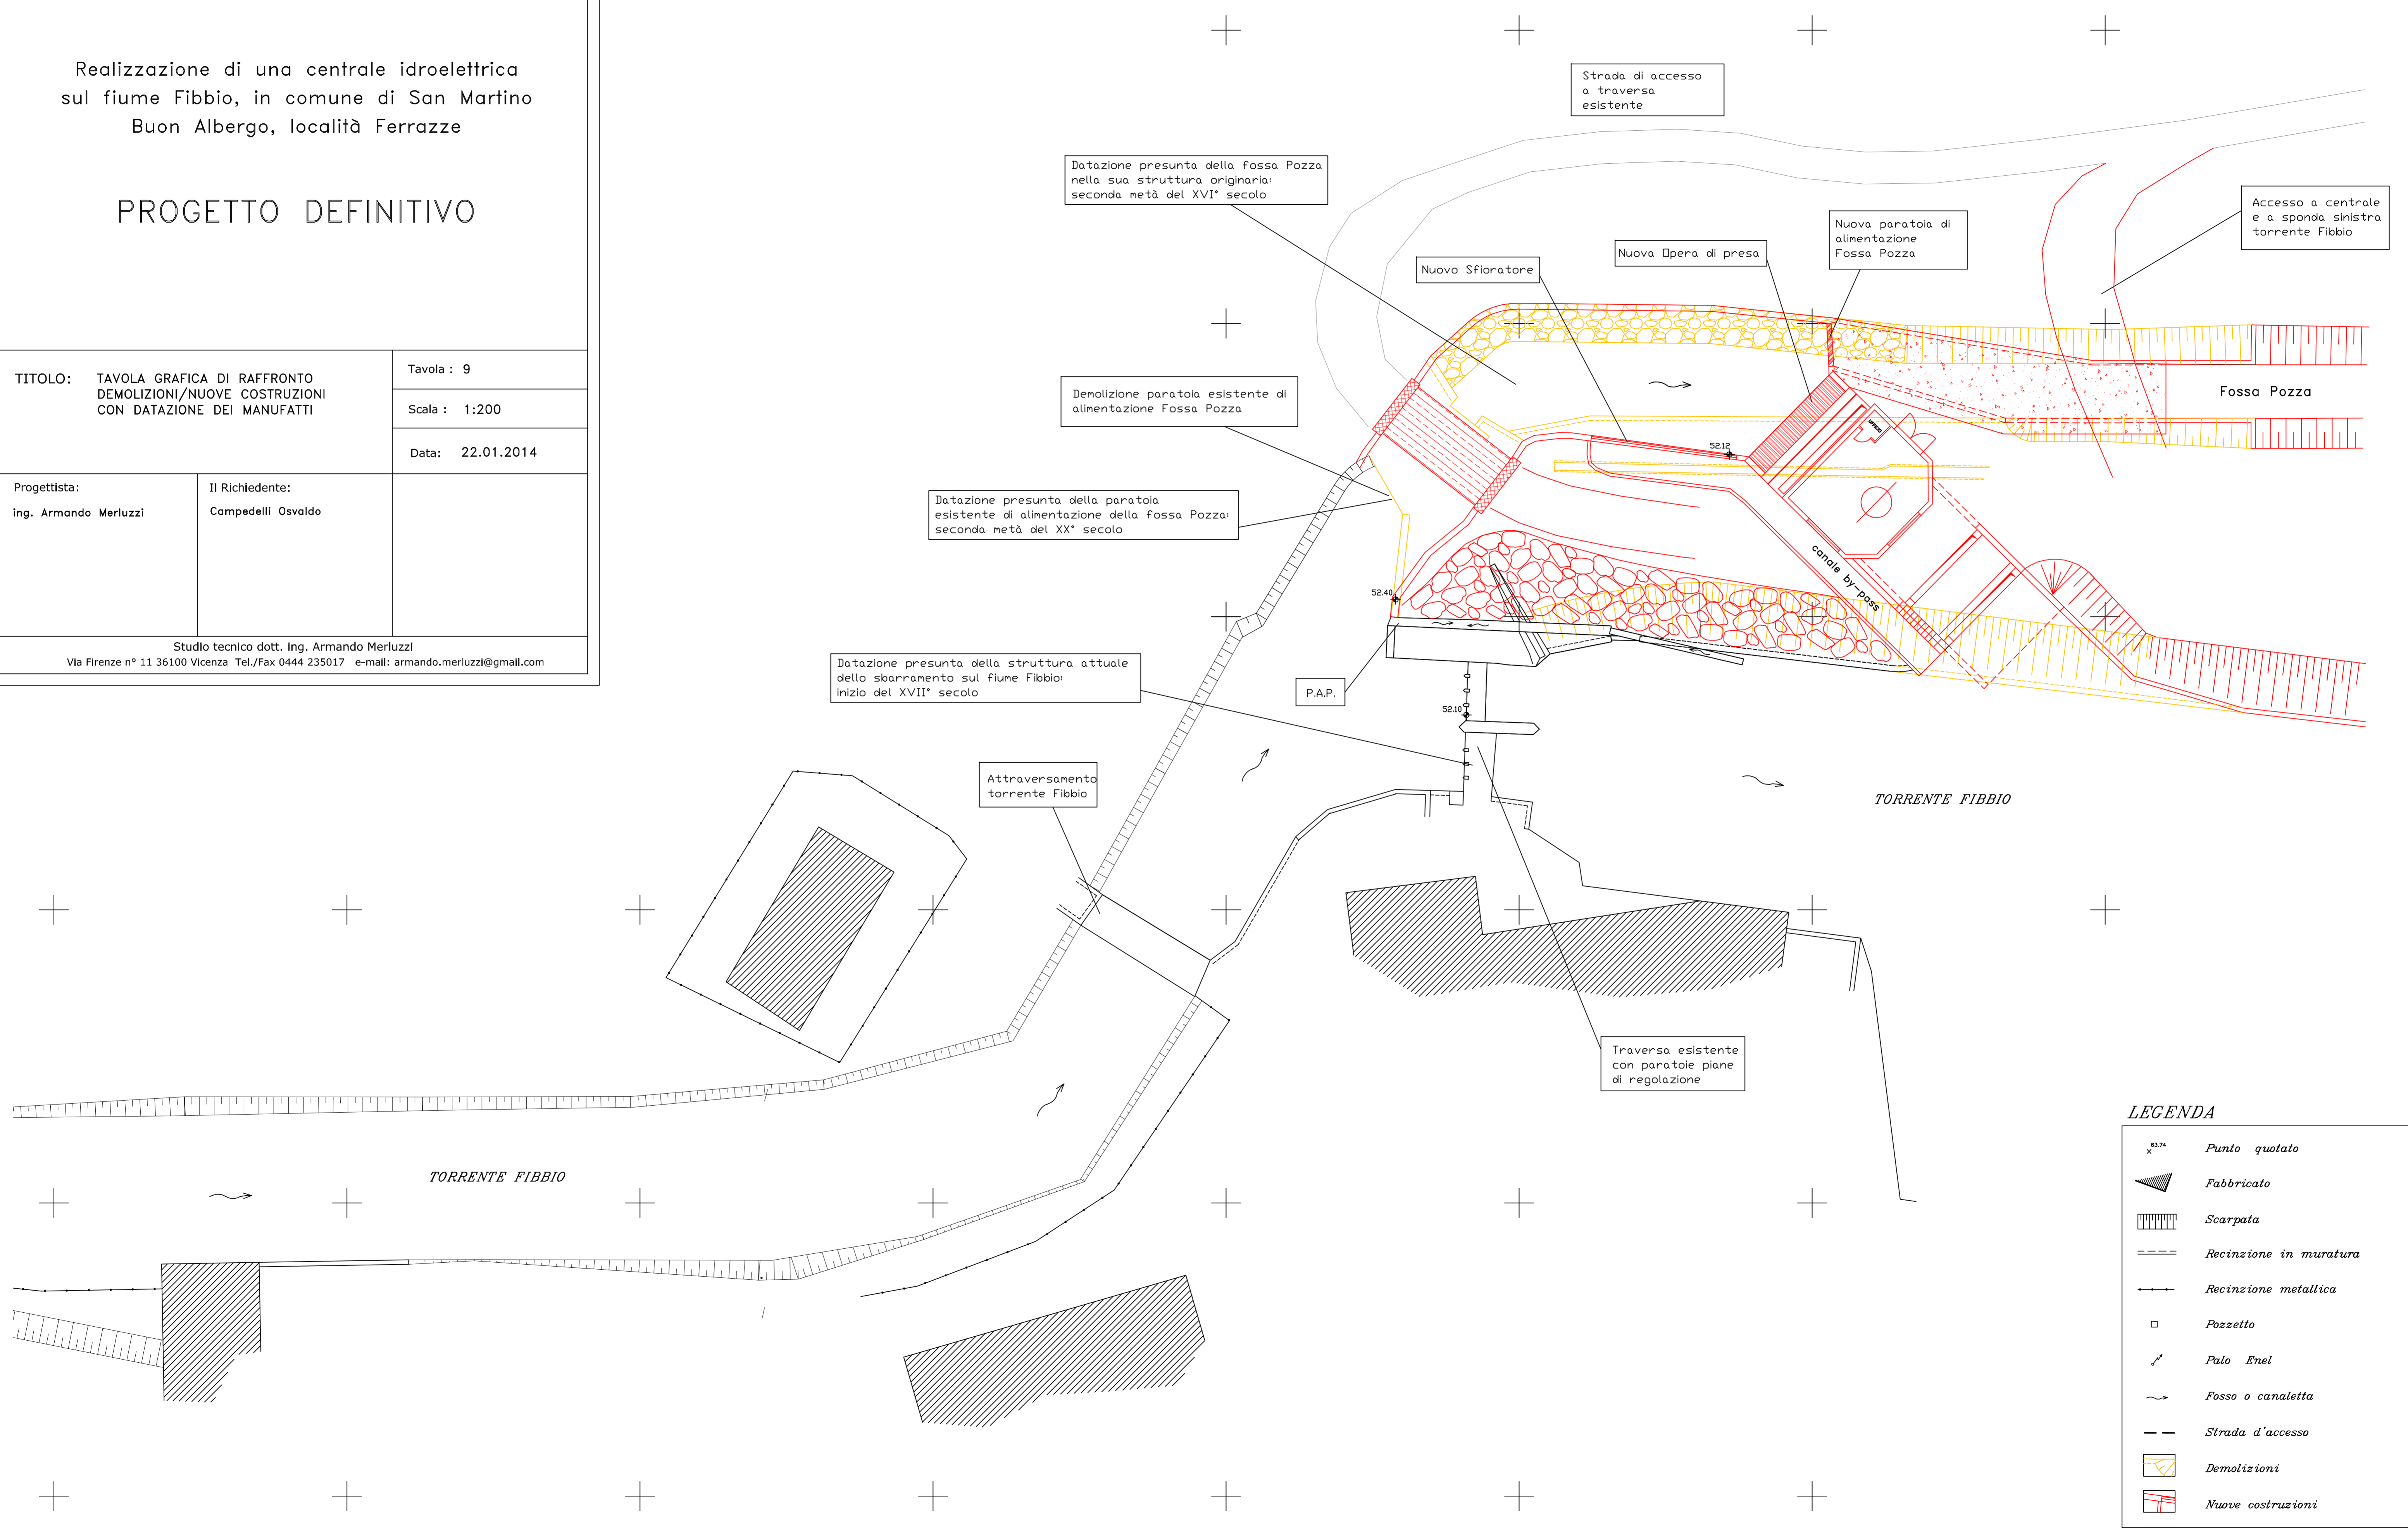 Realizzazione di una centrale idroelettrica
sul fiume Fibbio, in comune di San Martino
Buon Albergo, località Ferrazze
PROGETTO DEFINITIVO
TITOLO: TAVOLA GRAFICA DI RAFFRONTO
DEMOLIZIONI/NUOVE COSTRUZIONI
CON DATAZIONE DEI MANUFATTI
Tavola : 9
Scala : 1:200
Data: 22.01.2014
Progettista:
ing. Armando Merluzzi
Il Richiedente:
Campedelli Osvaldo
Studio tecnico dott. ing. Armando Merluzzi
Via Firenze n° 11 36100 Vicenza Tel./Fax 0444 235017 e-mail: armando.merluzzi@gmail.com
Strada di accesso
a traversa
esistente
Datazione presunta della fossa Pozza
nella sua struttura originaria:
seconda metà del XVI° secolo
Accesso a centrale
e a sponda sinistra
torrente Fibbio
Nuova paratoia di
alimentazione
Fossa Pozza
Nuova Opera di presa
Nuovo Sfioratore
Demolizione paratoia esistente di
alimentazione Fossa Pozza
Fossa Pozza
UFFICIO
52.12
Datazione presunta della paratoia
esistente di alimentazione della fossa Pozza:
seconda metà del XX° secolo
canale by-pass
52.40
Datazione presunta della struttura attuale
dello sbarramento sul fiume Fibbio:
inizio del XVII° secolo
P.A.P.
52.10
Attraversamento
torrente Fibbio
TORRENTE FIBBIO
Traversa esistente
con paratoie piane
di regolazione
TORRENTE FIBBIO
LEGENDA
63.74
Punto quotato
Fabbricato
Scarpata
Recinzione in muratura
Recinzione metallica
Pozzetto
Palo Enel
Fosso o canaletta
Strada d'accesso
Demolizioni
Nuove costruzioni